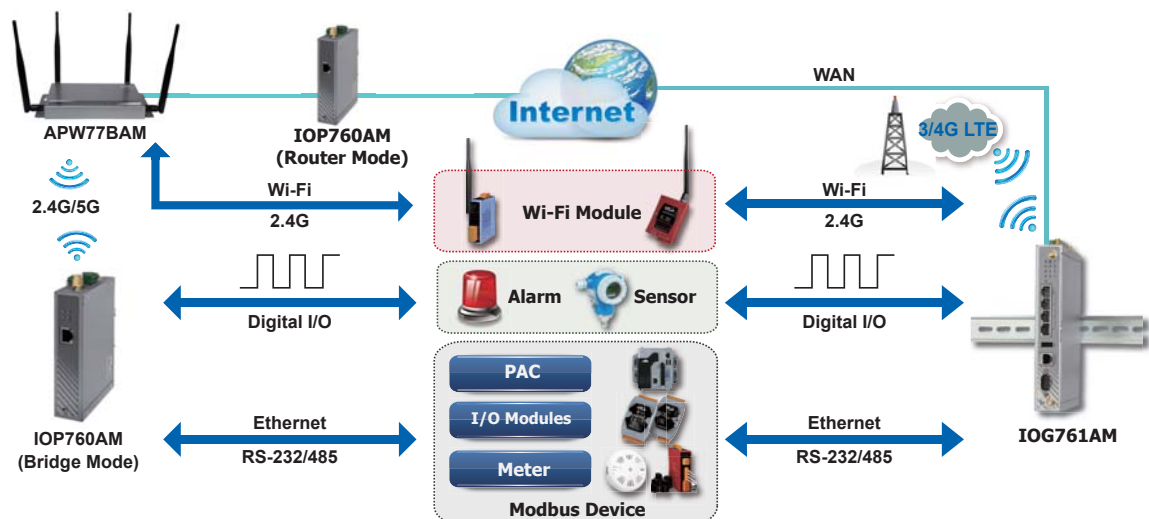 WAN
Internet
3/4G LTE
APW77BAM
IOP760AM
(Router Mode)
Wi-Fi
2.4G
Wi-Fi Module
Wi-Fi
2.4G
2.4G/5G
Digital I/O
Alarm
Sensor
Digital I/O
PAC
I/O Modules
Meter
Modbus Device
Ethernet
RS-232/485
Ethernet
RS-232/485
IOP760AM
(Bridge Mode)
IOG761AM